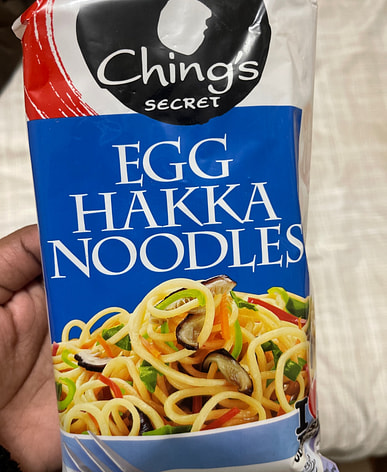 Ching's
SECRET
EGG
HAKKA
NOODLES